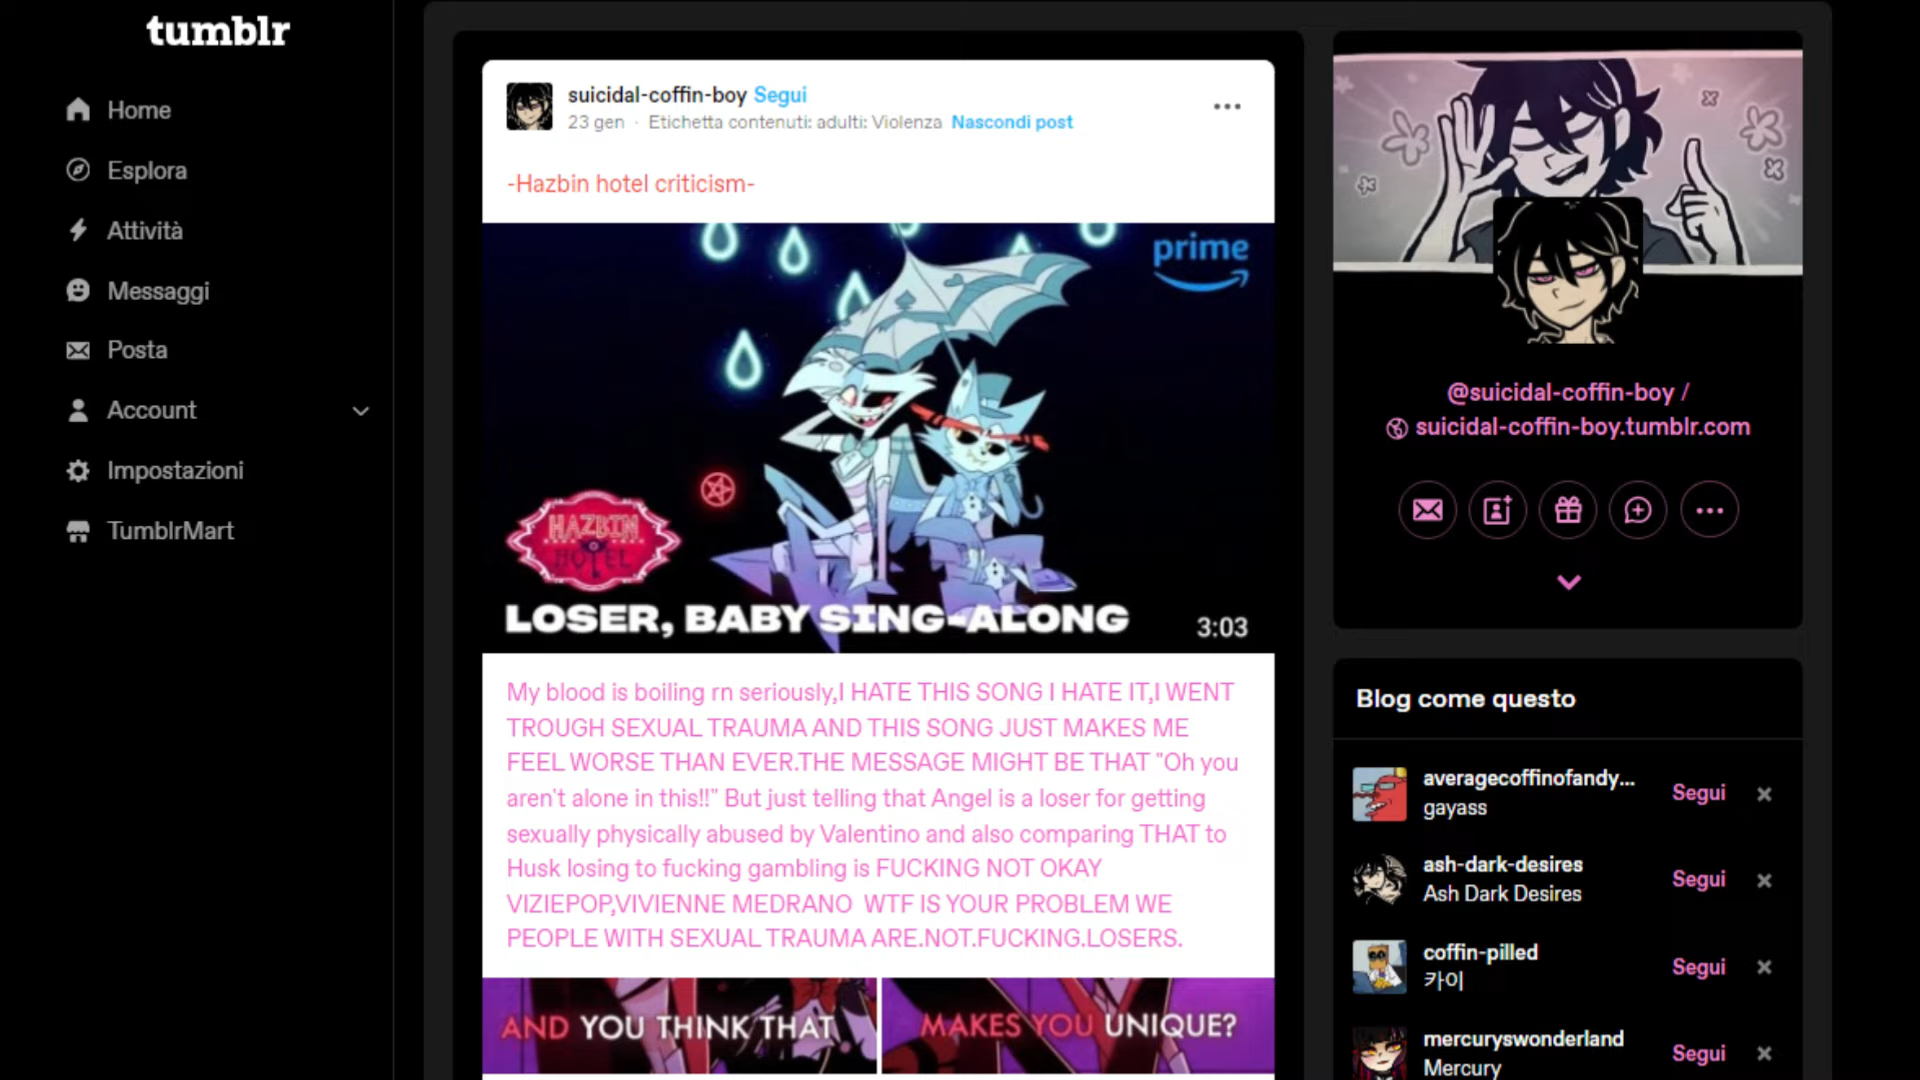 tumblr
Home
Esplora
Attività
Messaggi
Posta
Account
Impostazioni
TumblrMart
suicidal-coffin-boy Segui
23 gen · Etichetta contenuti: adulti: Violenza Nascondi post
-Hazbin hotel criticism-
prime
HAZBIN
HOTEL
LOSER, BABY SING-ALONG
3:03
My blood is boiling rn seriously,I HATE THIS SONG I HATE IT,I WENT
TROUGH SEXUAL TRAUMA AND THIS SONG JUST MAKES ME
FEEL WORSE THAN EVER.THE MESSAGE MIGHT BE THAT "Oh you
aren't alone in this!!" But just telling that Angel is a loser for getting
sexually physically abused by Valentino and also comparing THAT to
Husk losing to fucking gambling is FUCKING NOT OKAY
VIZIEPOP,VIVIENNE MEDRANO  WTF IS YOUR PROBLEM WE
PEOPLE WITH SEXUAL TRAUMA ARE.NOT.FUCKING.LOSERS.
AND YOU THINK THAT
MAKES YOU UNIQUE?
@suicidal-coffin-boy /
suicidal-coffin-boy.tumblr.com
Blog come questo
averagecoffinofandy...
gayass
Segui
ash-dark-desires
Ash Dark Desires
Segui
coffin-pilled
카이
Segui
mercuryswonderland
Mercury
Segui